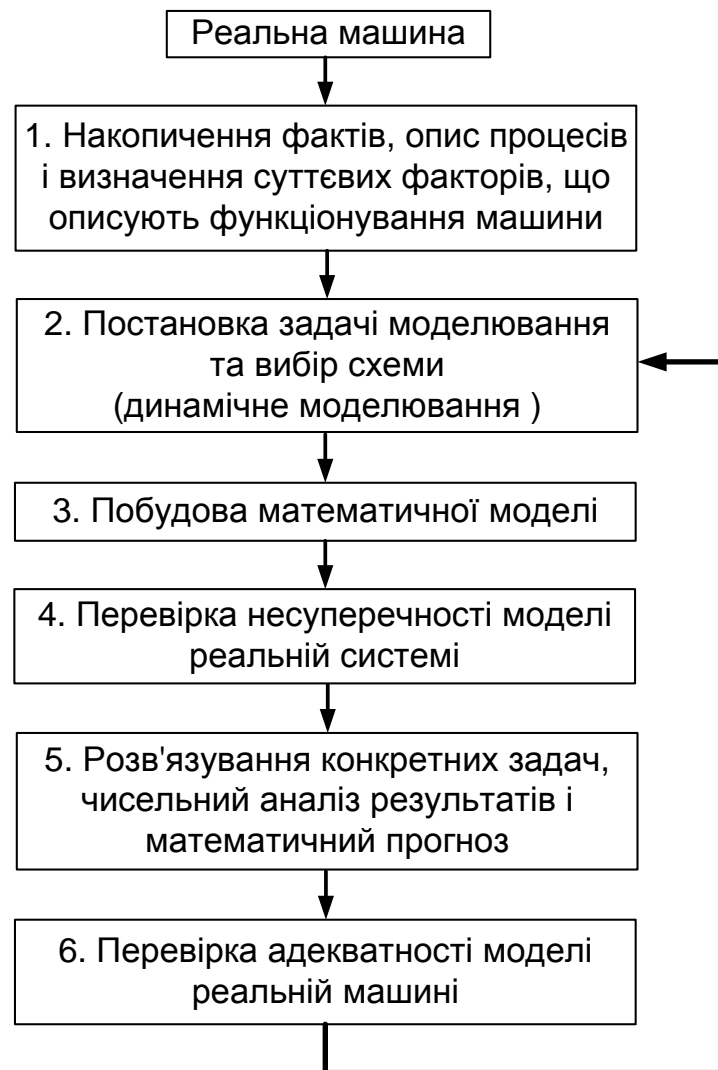 Реальна машина
1. Накопичення фактів, опис процесів
і визначення суттєвих факторів, що
описують функціонування машини
2. Постановка задачі моделювання
та вибір схеми
(динамічне моделювання )
3. Побудова математичної моделі
4. Перевірка несуперечності моделі
реальній системі
5. Розв'язування конкретних задач,
чисельний аналіз результатів і
математичний прогноз
6. Перевірка адекватності моделі
реальній машині